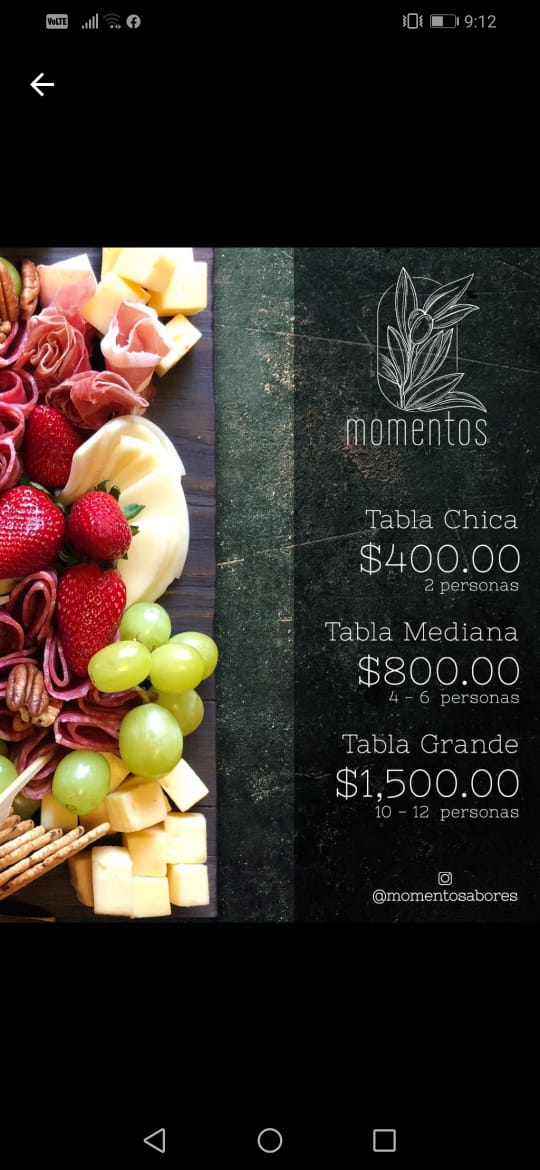 VoLTE
9:12
momentos
Tabla Chica
$400.00
2 personas
Tabla Mediana
$800.00
4 - 6 personas
Tabla Grande
$1,500.00
10 - 12 personas
@momentosabores